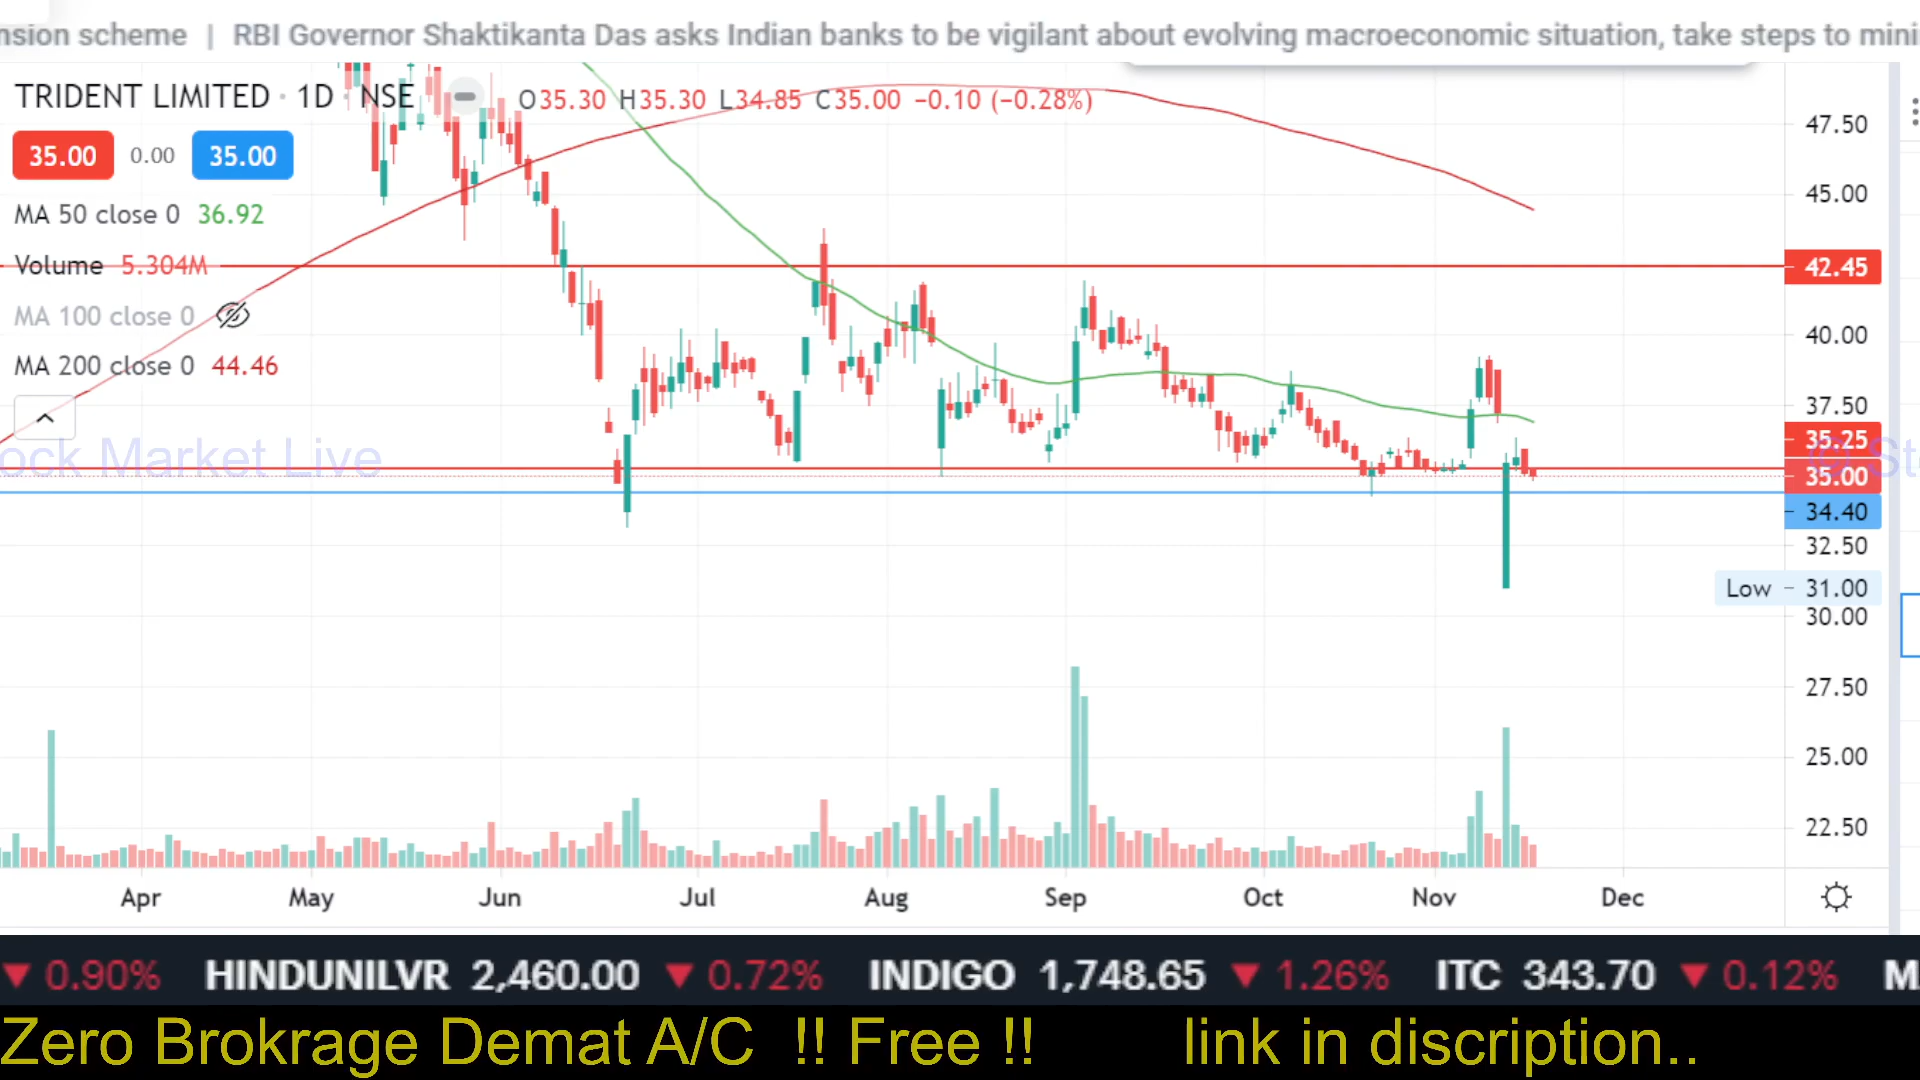 nsion scheme | RBI Governor Shaktikanta Das asks Indian banks to be vigilant about evolving macroeconomic situation, take steps to mini
TRIDENT LIMITED · 1D · NSE O35.30 H35.30 L34.85 C35.00 −0.10 (−0.28%)
47.50
35.00 0.00 35.00
45.00
MA 50 close 0 36.92
Volume 5.304M
42.45
MA 100 close 0
40.00
MA 200 close 0 44.46
37.50
35.25
ock Market Live
St
35.00
34.40
32.50
Low 31.00
30.00
27.50
25.00
22.50
Apr May Jun Jul Aug Sep Oct Nov Dec
▼ 0.90% HINDUNILVR 2,460.00 ▼ 0.72% INDIGO 1,748.65 ▼ 1.26% ITC 343.70 ▼ 0.12% M
Zero Brokrage Demat A/C !! Free !! link in discription..